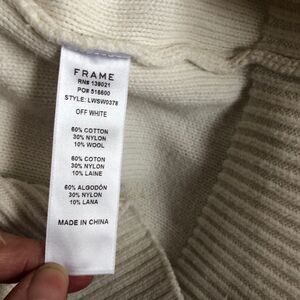 FRAME
RN# 139021
PO# 516600
STYLE: LWSW0378
OFF WHITE
60% COTTON
30% NYLON
10% WOOL
60% COTON
30% NYLON
10% LAINE
60% ALGODÓN
30% NYLON
10% LANA
MADE IN CHINA